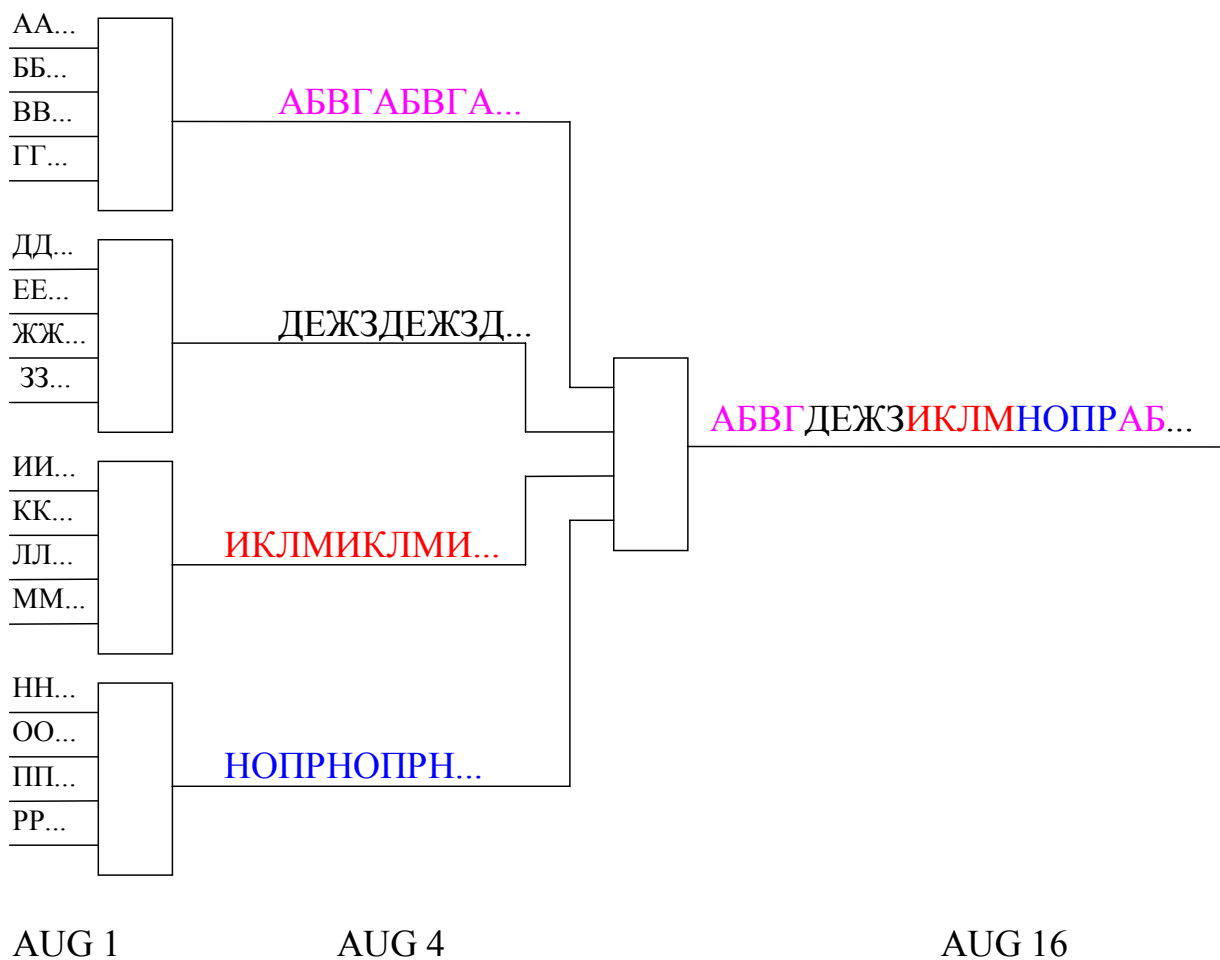 АА...
ББ...
ВВ...
ГГ...
АБВГАБВГА...
ДД...
ЕЕ...
ЖЖ...
ЗЗ...
ДЕЖЗДЕЖЗД...
АБВГДЕЖЗИКЛМНОПРАБ...
ИИ...
КК...
ЛЛ...
ММ...
ИКЛМИКЛМИ...
НН...
ОО...
ПП...
РР...
НОПРНОПРН...
AUG 1 AUG 4 AUG 16